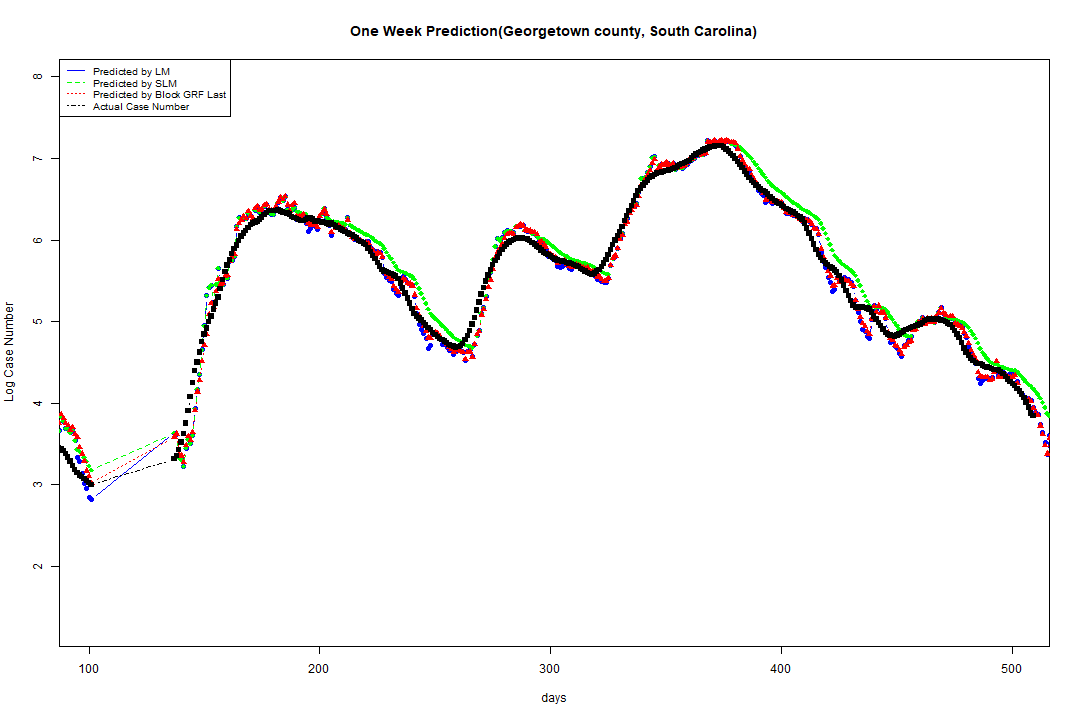 One Week Prediction(Georgetown county, South Carolina)
Predicted by LM
Predicted by SLM
Predicted by Block GRF Last
Actual Case Number
8
7
6
5
4
3
2
Log Case Number
100 200 300 400 500
days